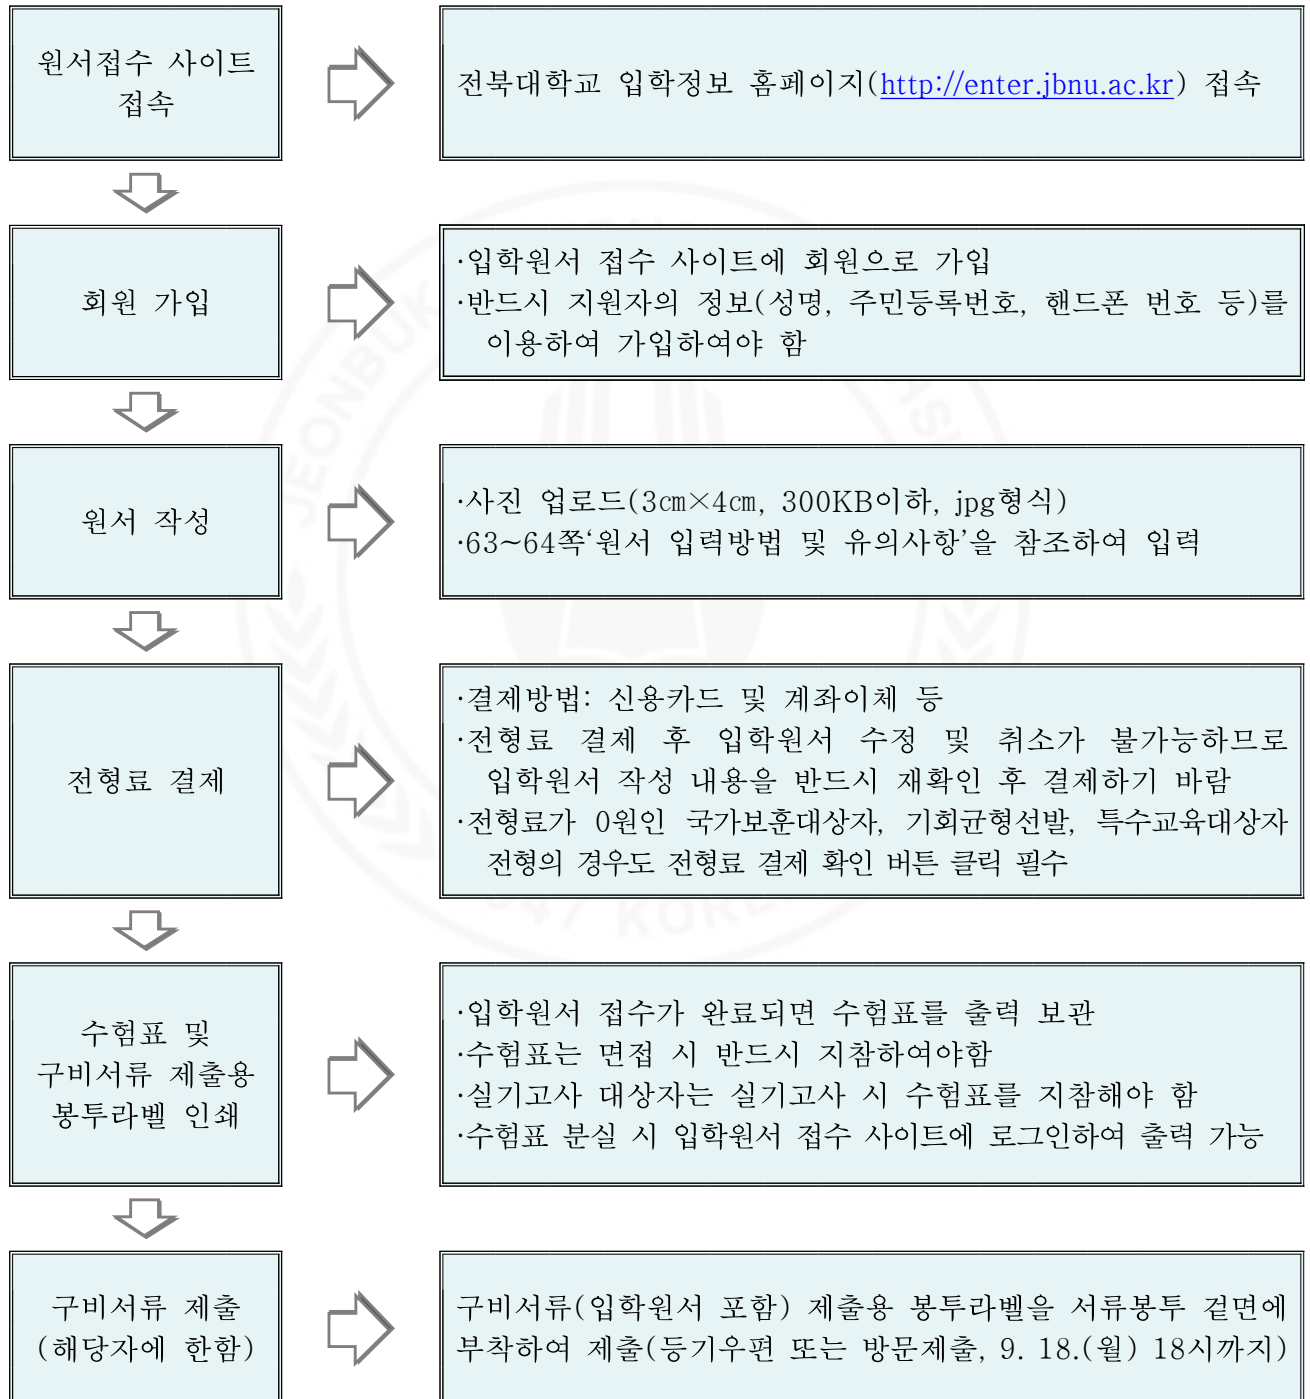 원서접수 사이트
접속
전북대학교 입학정보 홈페이지(http://enter.jbnu.ac.kr) 접속
회원 가입
·입학원서 접수 사이트에 회원으로 가입
·반드시 지원자의 정보(성명, 주민등록번호, 핸드폰 번호 등)를
이용하여 가입하여야 함
원서 작성
·사진 업로드(3㎝×4㎝, 300KB이하, jpg형식)
·63~64쪽‘원서 입력방법 및 유의사항’을 참조하여 입력
전형료 결제
·결제방법: 신용카드 및 계좌이체 등
·전형료 결제 후 입학원서 수정 및 취소가 불가능하므로
입학원서 작성 내용을 반드시 재확인 후 결제하기 바람
·전형료가 0원인 국가보훈대상자, 기회균형선발, 특수교육대상자
전형의 경우도 전형료 결제 확인 버튼 클릭 필수
수험표 및
구비서류 제출용
봉투라벨 인쇄
·입학원서 접수가 완료되면 수험표를 출력 보관
·수험표는 면접 시 반드시 지참하여야함
·실기고사 대상자는 실기고사 시 수험표를 지참해야 함
·수험표 분실 시 입학원서 접수 사이트에 로그인하여 출력 가능
구비서류 제출
(해당자에 한함)
구비서류(입학원서 포함) 제출용 봉투라벨을 서류봉투 겉면에
부착하여 제출(등기우편 또는 방문제출, 9. 18.(월) 18시까지)